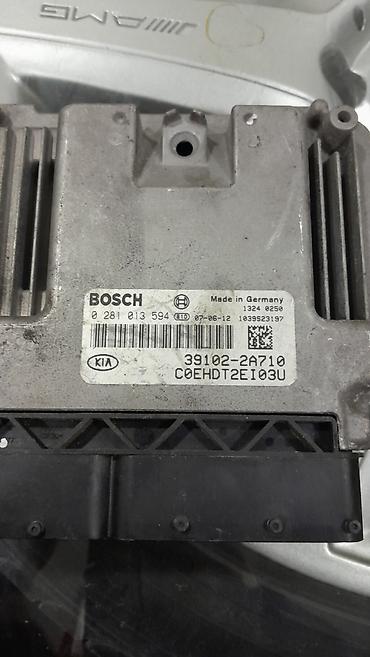 AMG
BOSCH Made in Germany
1324 0250
0 281 013 594 07-06-12 1039S23197
KIA 39102-2A710
C0EHDT2EI03U